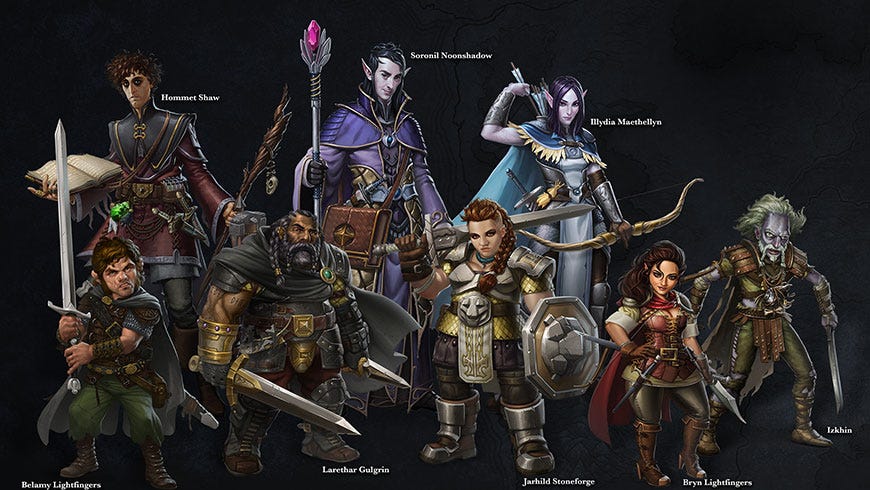 Soronil Noonshadow
Hommet Shaw
Illydia Maethellyn
Izkhin
Larethar Gulgrin
Belamy Lightfingers
Jarhild Stoneforge
Bryn Lightfingers